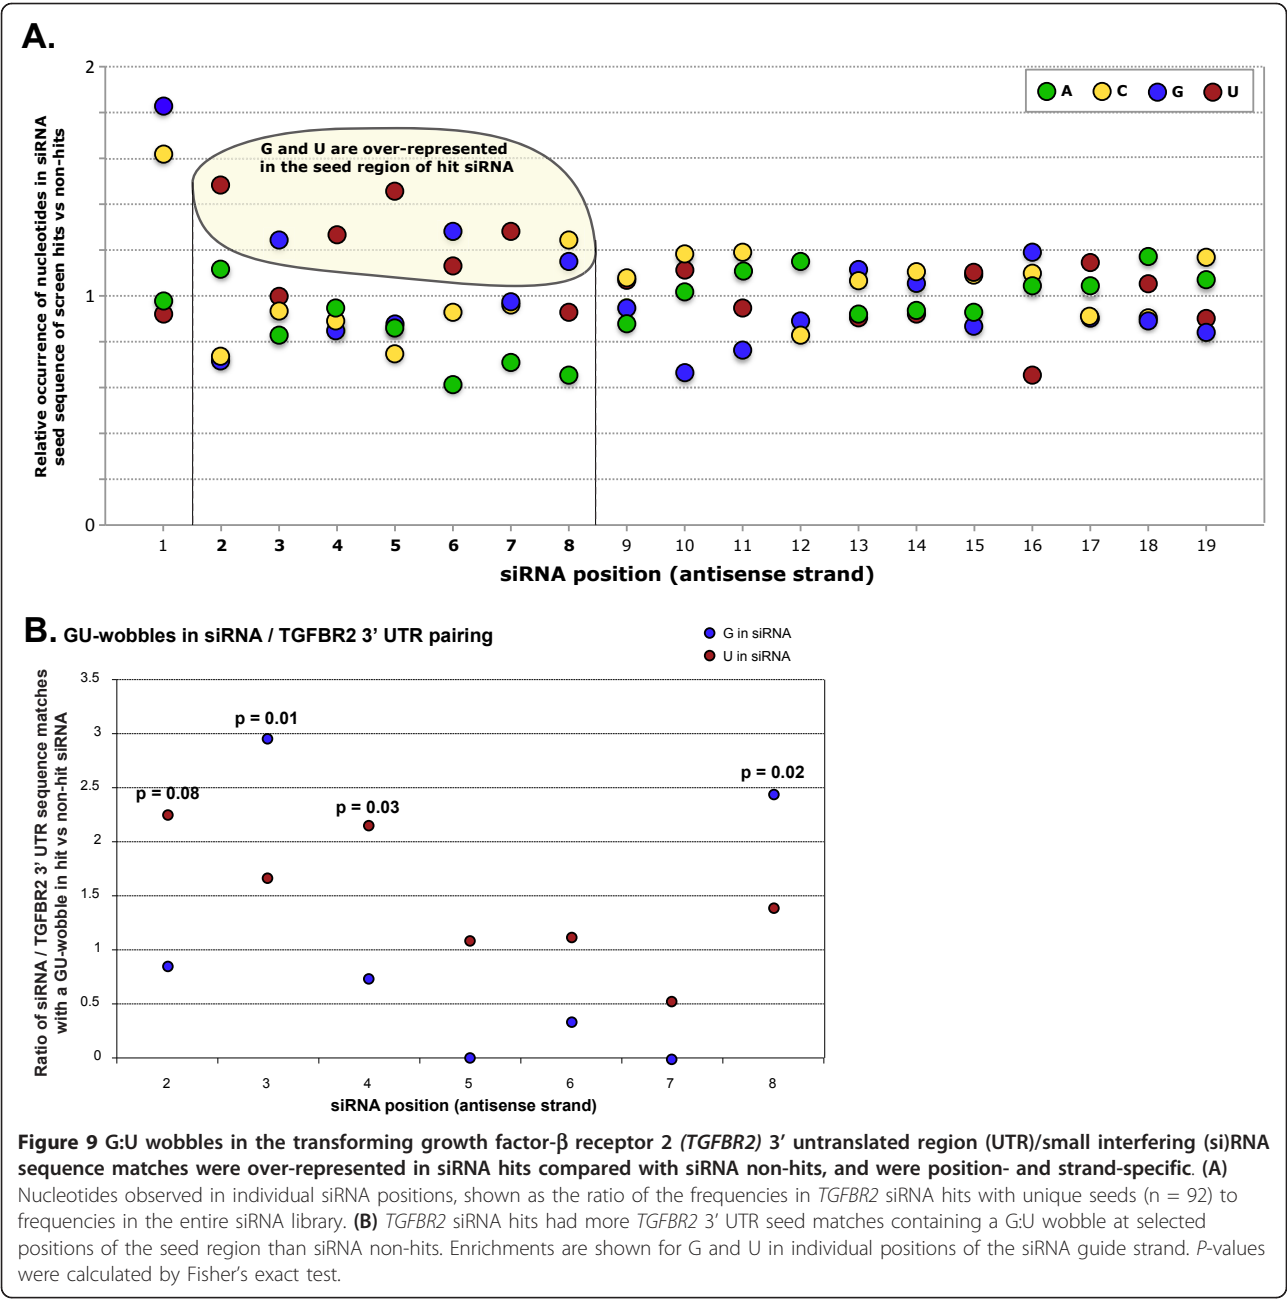 A.
Relative occurrence of nucleotides in siRNA
seed sequence of screen hits vs non-hits
2
1
0
A C G U
G and U are over-represented
in the seed region of hit siRNA
1 2 3 4 5 6 7 8 9 10 11 12 13 14 15 16 17 18 19
siRNA position (antisense strand)
B. GU-wobbles in siRNA / TGFBR2 3’ UTR pairing
G in siRNA
U in siRNA
Ratio of siRNA / TGFBR2 3’ UTR sequence matches
with a GU-wobble in hit vs non-hit siRNA
3.5
3
2.5
2
1.5
1
0.5
0
p = 0.08
p = 0.01
p = 0.03
p = 0.02
2 3 4 5 6 7 8
siRNA position (antisense strand)
Figure 9 G:U wobbles in the transforming growth factor-β receptor 2 (TGFBR2) 3’ untranslated region (UTR)/small interfering (si)RNA
sequence matches were over-represented in siRNA hits compared with siRNA non-hits, and were position- and strand-specific. (A)
Nucleotides observed in individual siRNA positions, shown as the ratio of the frequencies in TGFBR2 siRNA hits with unique seeds (n = 92) to
frequencies in the entire siRNA library. (B) TGFBR2 siRNA hits had more TGFBR2 3’ UTR seed matches containing a G:U wobble at selected
positions of the seed region than siRNA non-hits. Enrichments are shown for G and U in individual positions of the siRNA guide strand. P-values
were calculated by Fisher’s exact test.